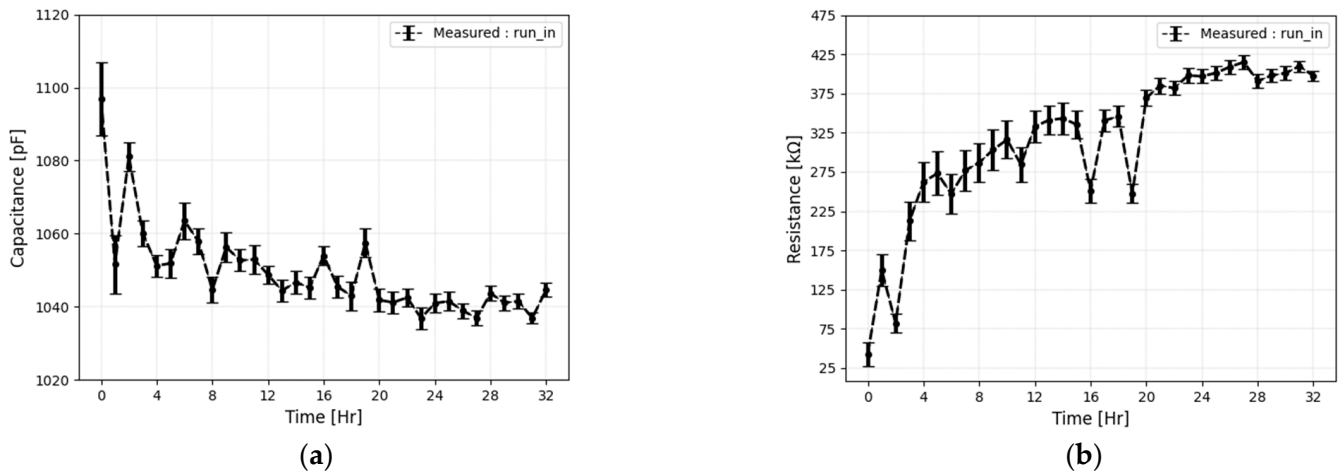 1120
1100
1080
1060
1040
1020
Capacitance [pF]
Measured : run_in
0 4 8 12 16 20 24 28 32
Time [Hr]
(a)
475
425
375
325
275
225
175
125
75
25
Resistance [kΩ]
Measured : run_in
0 4 8 12 16 20 24 28 32
Time [Hr]
(b)